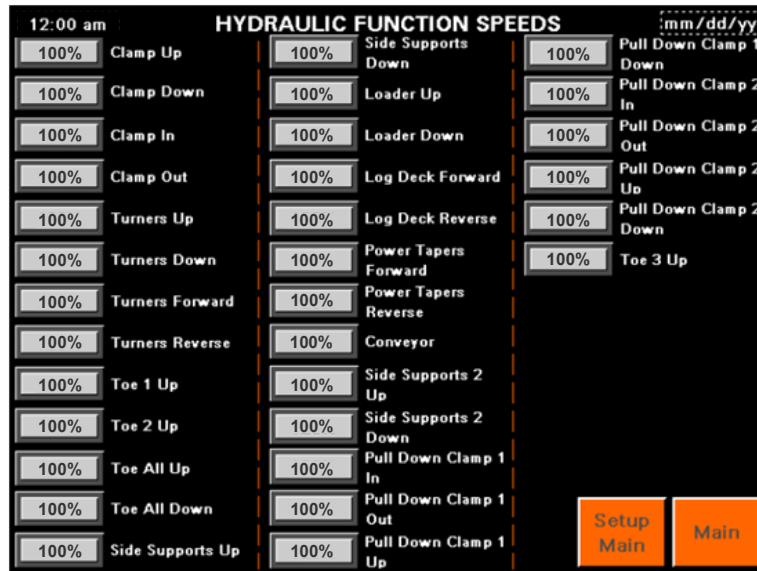 12:00 am HYDRAULIC FUNCTION SPEEDS mm/dd/yy
100% Clamp Up
100% Clamp Down
100% Clamp In
100% Clamp Out
100% Turners Up
100% Turners Down
100% Turners Forward
100% Turners Reverse
100% Toe 1 Up
100% Toe 2 Up
100% Toe All Up
100% Toe All Down
100% Side Supports Up
100% Side Supports
Down
100% Loader Up
100% Loader Down
100% Log Deck Forward
100% Log Deck Reverse
100% Power Tapers
Forward
100% Power Tapers
Reverse
100% Conveyor
100% Side Supports 2
Up
100% Side Supports 2
Down
100% Pull Down Clamp 1
In
100% Pull Down Clamp 1
Out
100% Pull Down Clamp 1
Up
100% Pull Down Clamp 1
Down
100% Pull Down Clamp 2
In
100% Pull Down Clamp 2
Out
100% Pull Down Clamp 2
Up
100% Pull Down Clamp 2
Down
100% Toe 3 Up
Setup
Main
Main